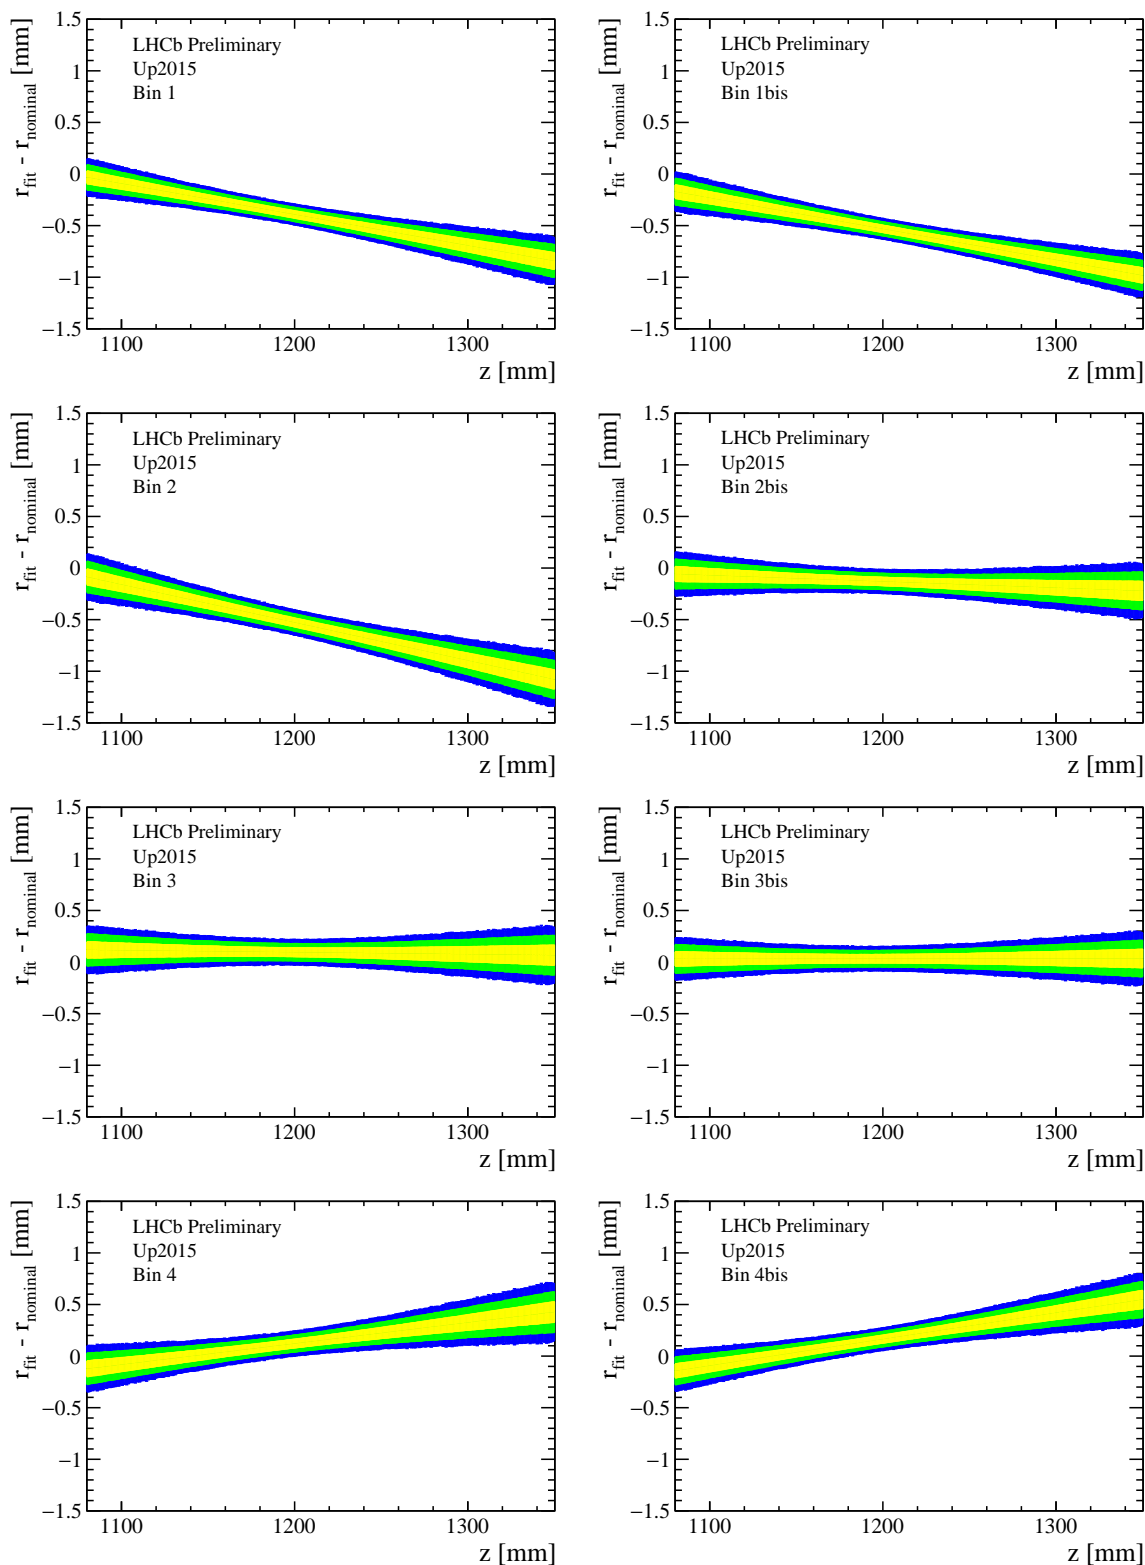 r_fit - r_nominal [mm]
1.5
1
0.5
0
−0.5
−1
−1.5
LHCb Preliminary
Up2015
Bin 1
1100
1200
1300
z [mm]
r_fit - r_nominal [mm]
1.5
1
0.5
0
−0.5
−1
−1.5
LHCb Preliminary
Up2015
Bin 1bis
1100
1200
1300
z [mm]
r_fit - r_nominal [mm]
1.5
1
0.5
0
−0.5
−1
−1.5
LHCb Preliminary
Up2015
Bin 2
1100
1200
1300
z [mm]
r_fit - r_nominal [mm]
1.5
1
0.5
0
−0.5
−1
−1.5
LHCb Preliminary
Up2015
Bin 2bis
1100
1200
1300
z [mm]
r_fit - r_nominal [mm]
1.5
1
0.5
0
−0.5
−1
−1.5
LHCb Preliminary
Up2015
Bin 3
1100
1200
1300
z [mm]
r_fit - r_nominal [mm]
1.5
1
0.5
0
−0.5
−1
−1.5
LHCb Preliminary
Up2015
Bin 3bis
1100
1200
1300
z [mm]
r_fit - r_nominal [mm]
1.5
1
0.5
0
−0.5
−1
−1.5
LHCb Preliminary
Up2015
Bin 4
1100
1200
1300
z [mm]
r_fit - r_nominal [mm]
1.5
1
0.5
0
−0.5
−1
−1.5
LHCb Preliminary
Up2015
Bin 4bis
1100
1200
1300
z [mm]